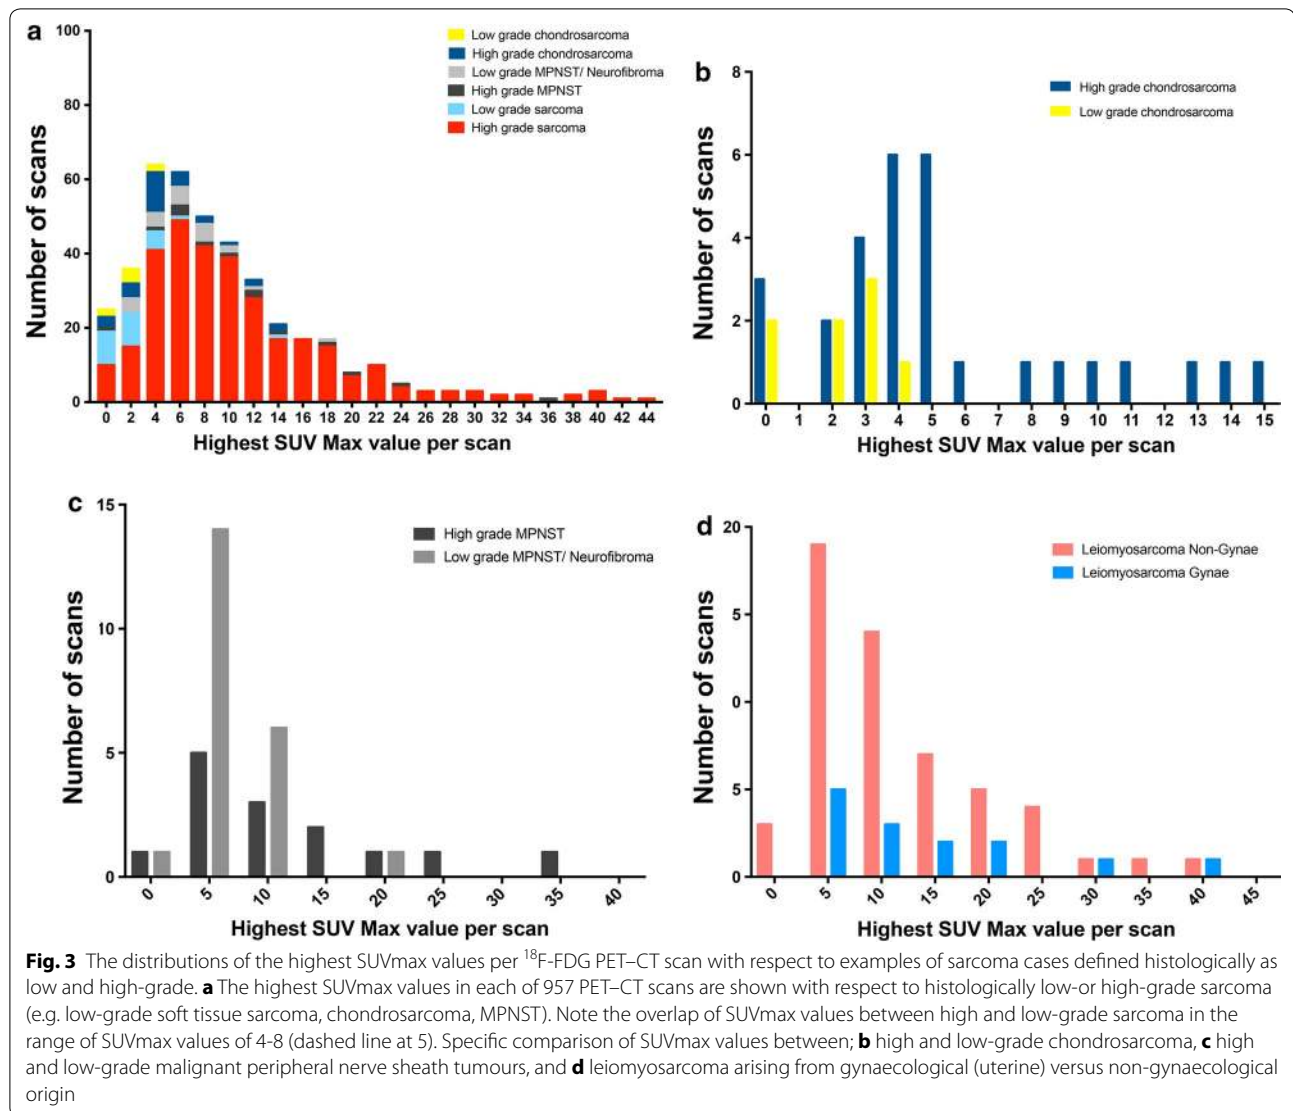 a
100
80
60
40
20
0
Number of scans
Low grade chondrosarcoma
High grade chondrosarcoma
Low grade MPNST/ Neurofibroma
High grade MPNST
Low grade sarcoma
High grade sarcoma
0 2 4 6 8 10 12 14 16 18 20 22 24 26 28 30 32 34 36 38 40 42 44
Highest SUV Max value per scan
b
8
6
4
2
0
Number of scans
High grade chondrosarcoma
Low grade chondrosarcoma
0 1 2 3 4 5 6 7 8 9 10 11 12 13 14 15
Highest SUV Max value per scan
c
15
10
5
0
Number of scans
High grade MPNST
Low grade MPNST/ Neurofibroma
0 5 10 15 20 25 30 35 40
Highest SUV Max value per scan
d
20
5
0
5
0
Number of scans
Leiomyosarcoma Non-Gynae
Leiomyosarcoma Gynae
0 5 10 15 20 25 30 35 40 45
Highest SUV Max value per scan
Fig. 3 The distributions of the highest SUVmax values per 18F-FDG PET–CT scan with respect to examples of sarcoma cases defined histologically as
low and high-grade. a The highest SUVmax values in each of 957 PET–CT scans are shown with respect to histologically low-or high-grade sarcoma
(e.g. low-grade soft tissue sarcoma, chondrosarcoma, MPNST). Note the overlap of SUVmax values between high and low-grade sarcoma in the
range of SUVmax values of 4-8 (dashed line at 5). Specific comparison of SUVmax values between; b high and low-grade chondrosarcoma, c high
and low-grade malignant peripheral nerve sheath tumours, and d leiomyosarcoma arising from gynaecological (uterine) versus non-gynaecological
origin